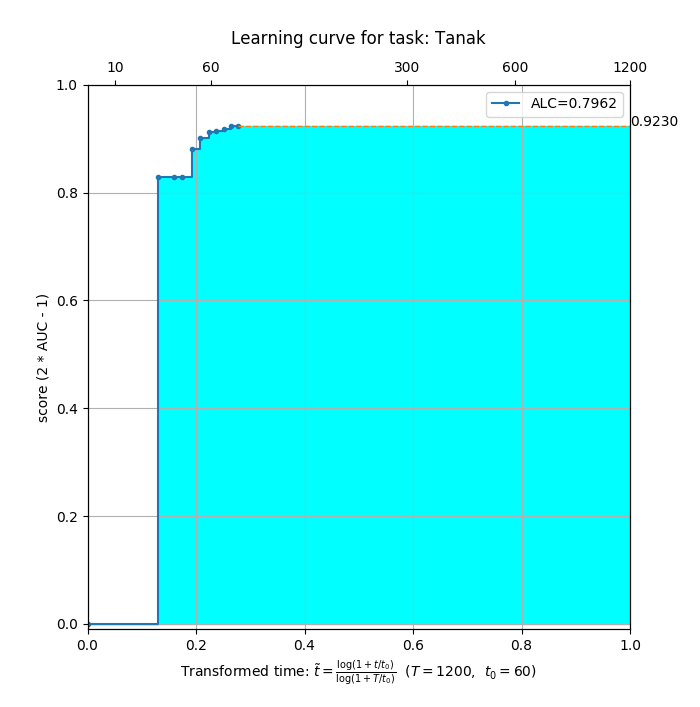 Learning curve for task: Tanak
10 60 300 600 1200
1.0
ALC=0.7962
0.9230
0.8
0.6
0.4
0.2
0.0
score (2 * AUC - 1)
0.0 0.2 0.4 0.6 0.8 1.0
Transformed time: t̃ = log(1 + t/t₀) / log(1 + T/t₀) (T = 1200, t₀ = 60)